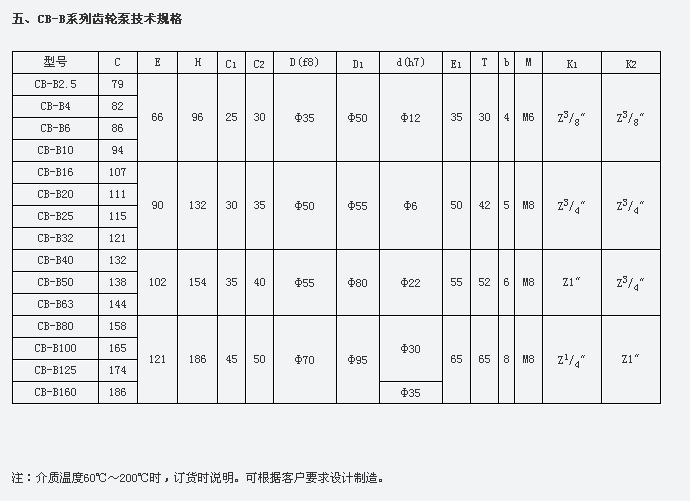 五、CB-B系列齿轮泵技术规格
型号 C E H C1 C2 D(f8) D1 d(h7) E1 T b M K1 K2
CB-B2.5 79
CB-B4 82
CB-B6 86
CB-B10 94
66 96 25 30 Φ35 Φ50 Φ12 35 30 4 M6 Z3/8″ Z3/8″
CB-B16 107
CB-B20 111
CB-B25 115
CB-B32 121
90 132 30 35 Φ50 Φ55 Φ6 50 42 5 M8 Z3/4″ Z3/4″
CB-B40 132
CB-B50 138
CB-B63 144
102 154 35 40 Φ55 Φ80 Φ22 55 52 6 M8 Z1″ Z3/4″
CB-B80 158
CB-B100 165
CB-B125 174
CB-B160 186
121 186 45 50 Φ70 Φ95 Φ30 65 65 8 M8 Z1/4″ Z1″
Φ35
注：介质温度60℃～200℃时，订货时说明。可根据客户要求设计制造。